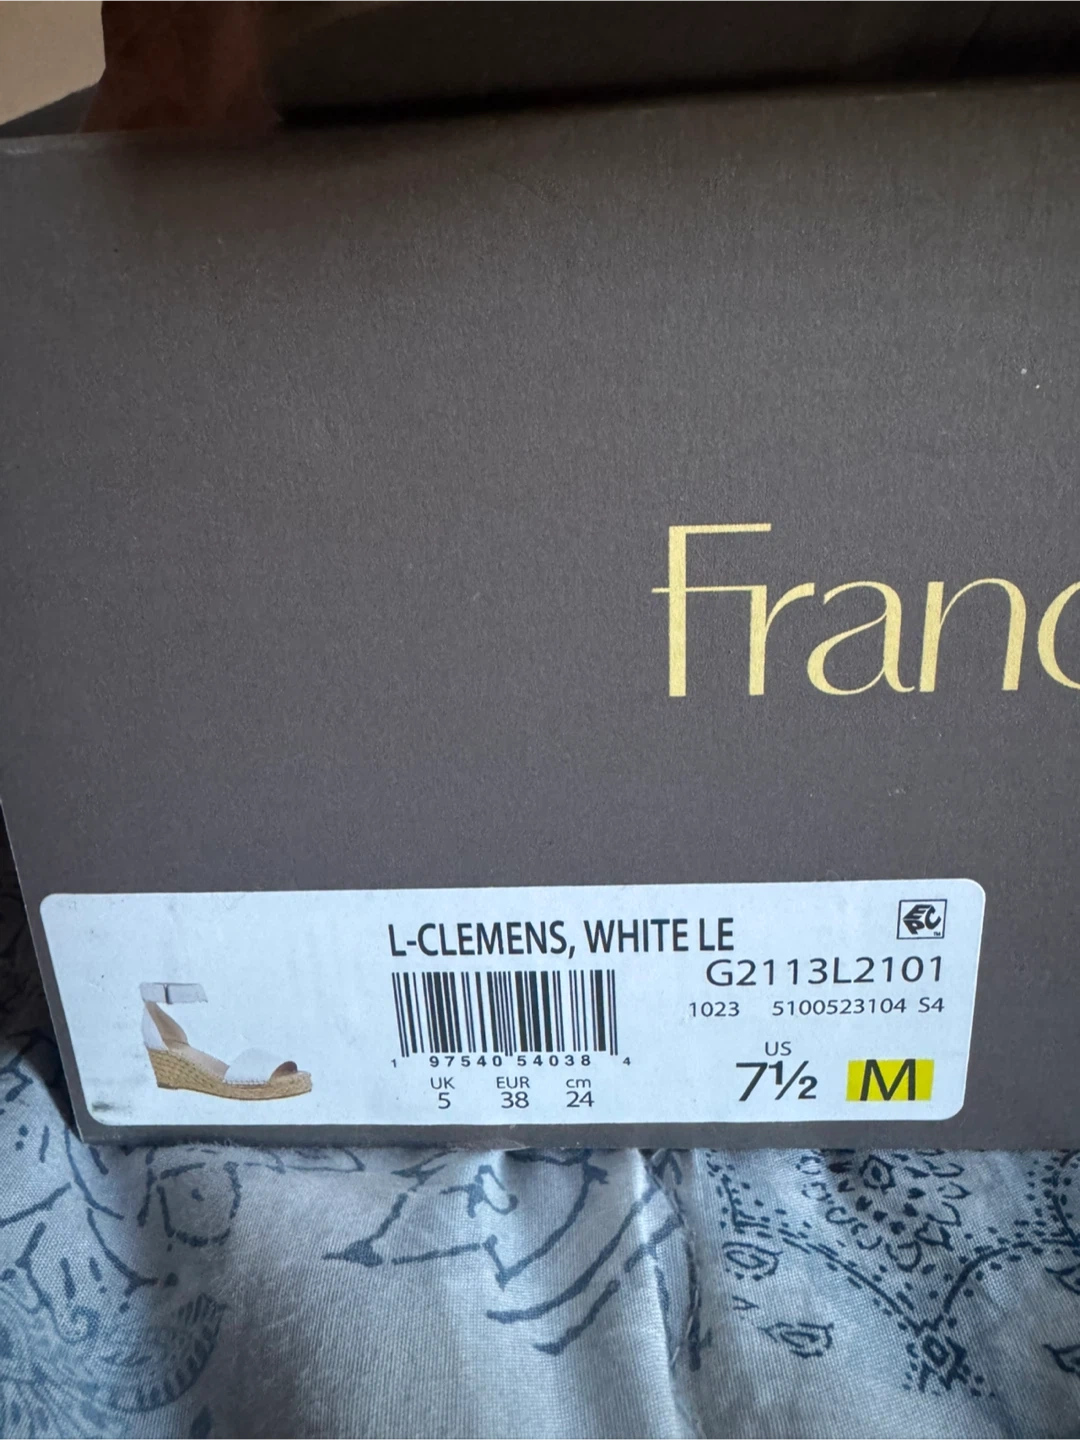 Franc
L-CLEMENS, WHITE LE
EPC
G2113L2101
1023 5100523104 S4
1 97540 54038 4
US
7½ M
UK EUR cm
5 38 24